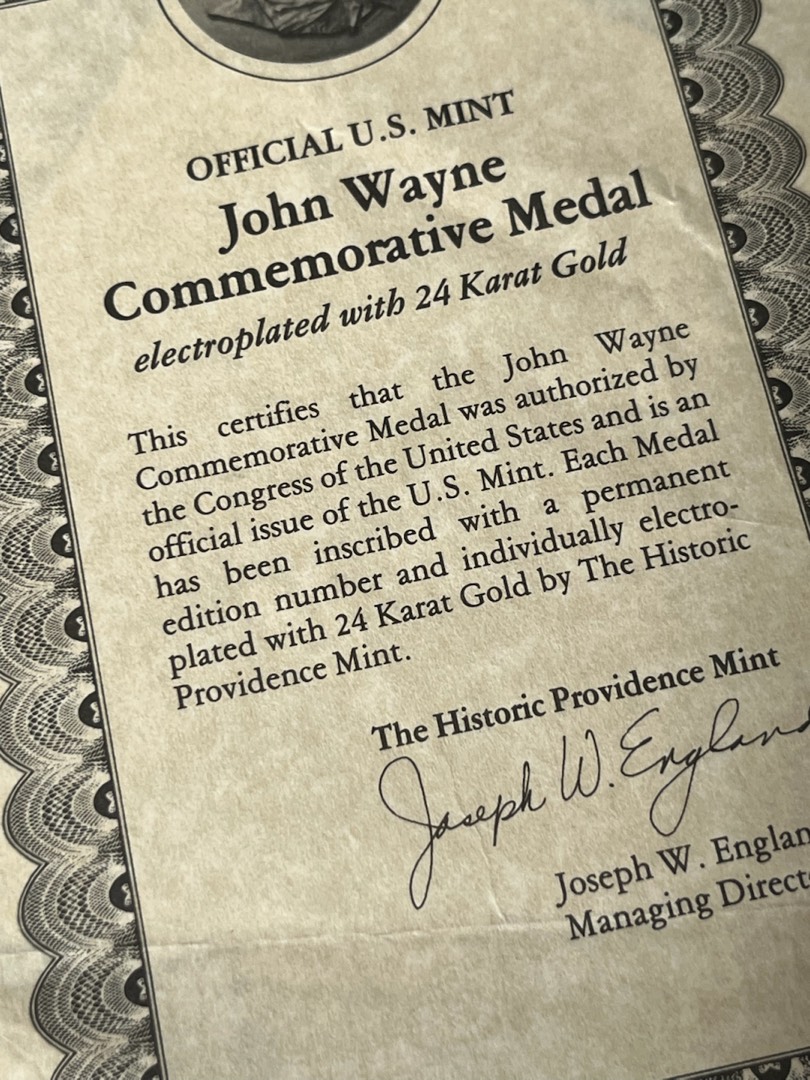 OFFICIAL U.S. MINT
John Wayne
Commemorative Medal
electroplated with 24 Karat Gold
This certifies that the John Wayne
Commemorative Medal was authorized by
the Congress of the United States and is an
official issue of the U.S. Mint. Each Medal
has been inscribed with a permanent
edition number and individually electro-
plated with 24 Karat Gold by The Historic
Providence Mint.
The Historic Providence Mint
Joseph W. England
Joseph W. Englan
Managing Direct